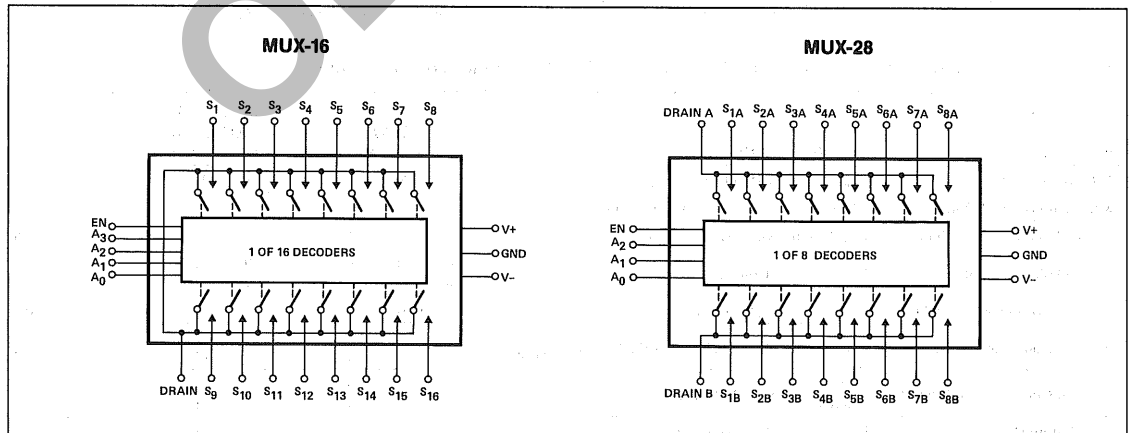 MUX-16
S1 S2 S3 S4 S5 S6 S7 S8
EN
A3
A2
A1
A0
1 OF 16 DECODERS
V+
GND
V-
DRAIN S9 S10 S11 S12 S13 S14 S15 S16
MUX-28
DRAIN A S1A S2A S3A S4A S5A S6A S7A S8A
EN
A2
A1
A0
1 OF 8 DECODERS
V+
GND
V-
DRAIN B S1B S2B S3B S4B S5B S6B S7B S8B